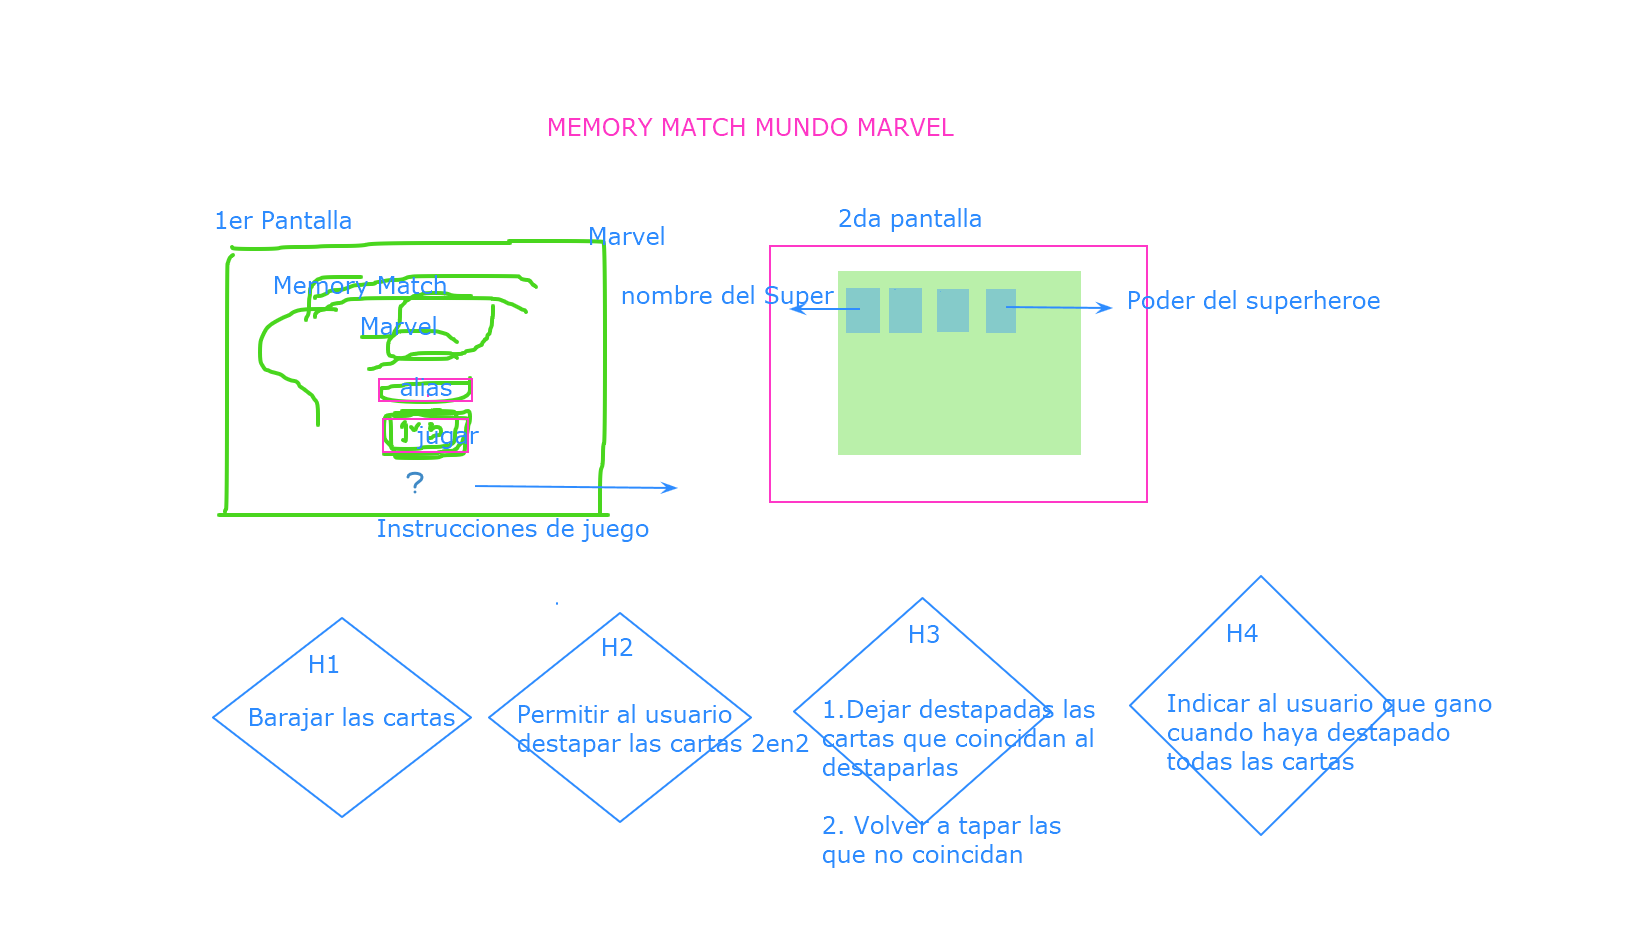 MEMORY MATCH MUNDO MARVEL
1er Pantalla
2da pantalla
Marvel
Memory Match
Marvel
alias
jugar
?
Instrucciones de juego
nombre del Super
Poder del superheroe
H1
Barajar las cartas
H2
Permitir al usuario
destapar las cartas 2en2
H3
1.Dejar destapadas las
cartas que coincidan al
destaparlas
2. Volver a tapar las
que no coincidan
H4
Indicar al usuario que gano
cuando haya destapado
todas las cartas